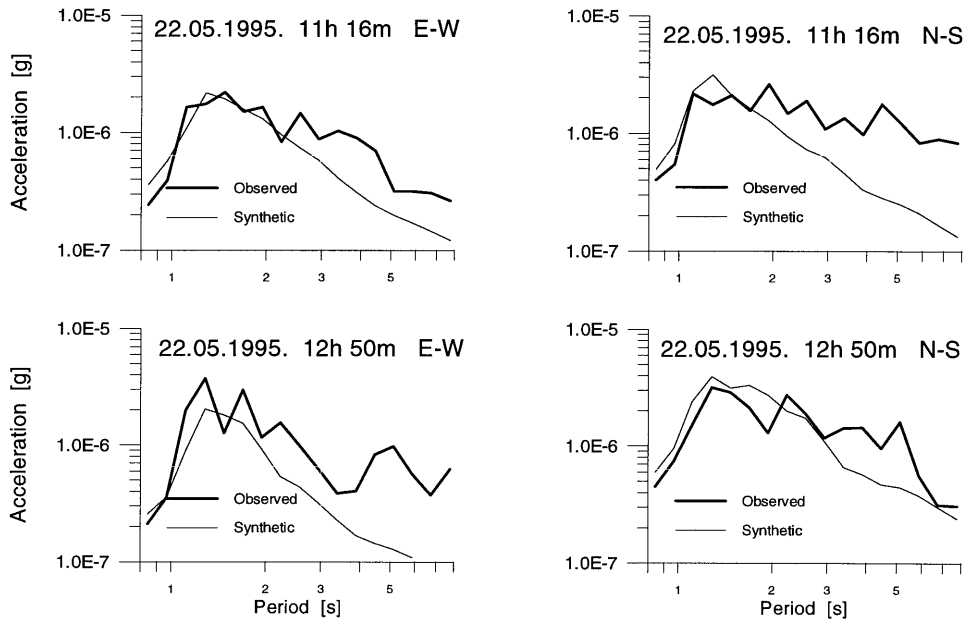 22.05.1995. 11h 16m E-W
Acceleration [g]
1.0E-5
1.0E-6
1.0E-7
Observed
Synthetic
1 2 3 5
22.05.1995. 11h 16m N-S
1.0E-5
1.0E-6
1.0E-7
Observed
Synthetic
1 2 3 5
22.05.1995. 12h 50m E-W
Acceleration [g]
1.0E-5
1.0E-6
1.0E-7
Observed
Synthetic
1 2 3 5
Period [s]
22.05.1995. 12h 50m N-S
1.0E-5
1.0E-6
1.0E-7
Observed
Synthetic
1 2 3 5
Period [s]